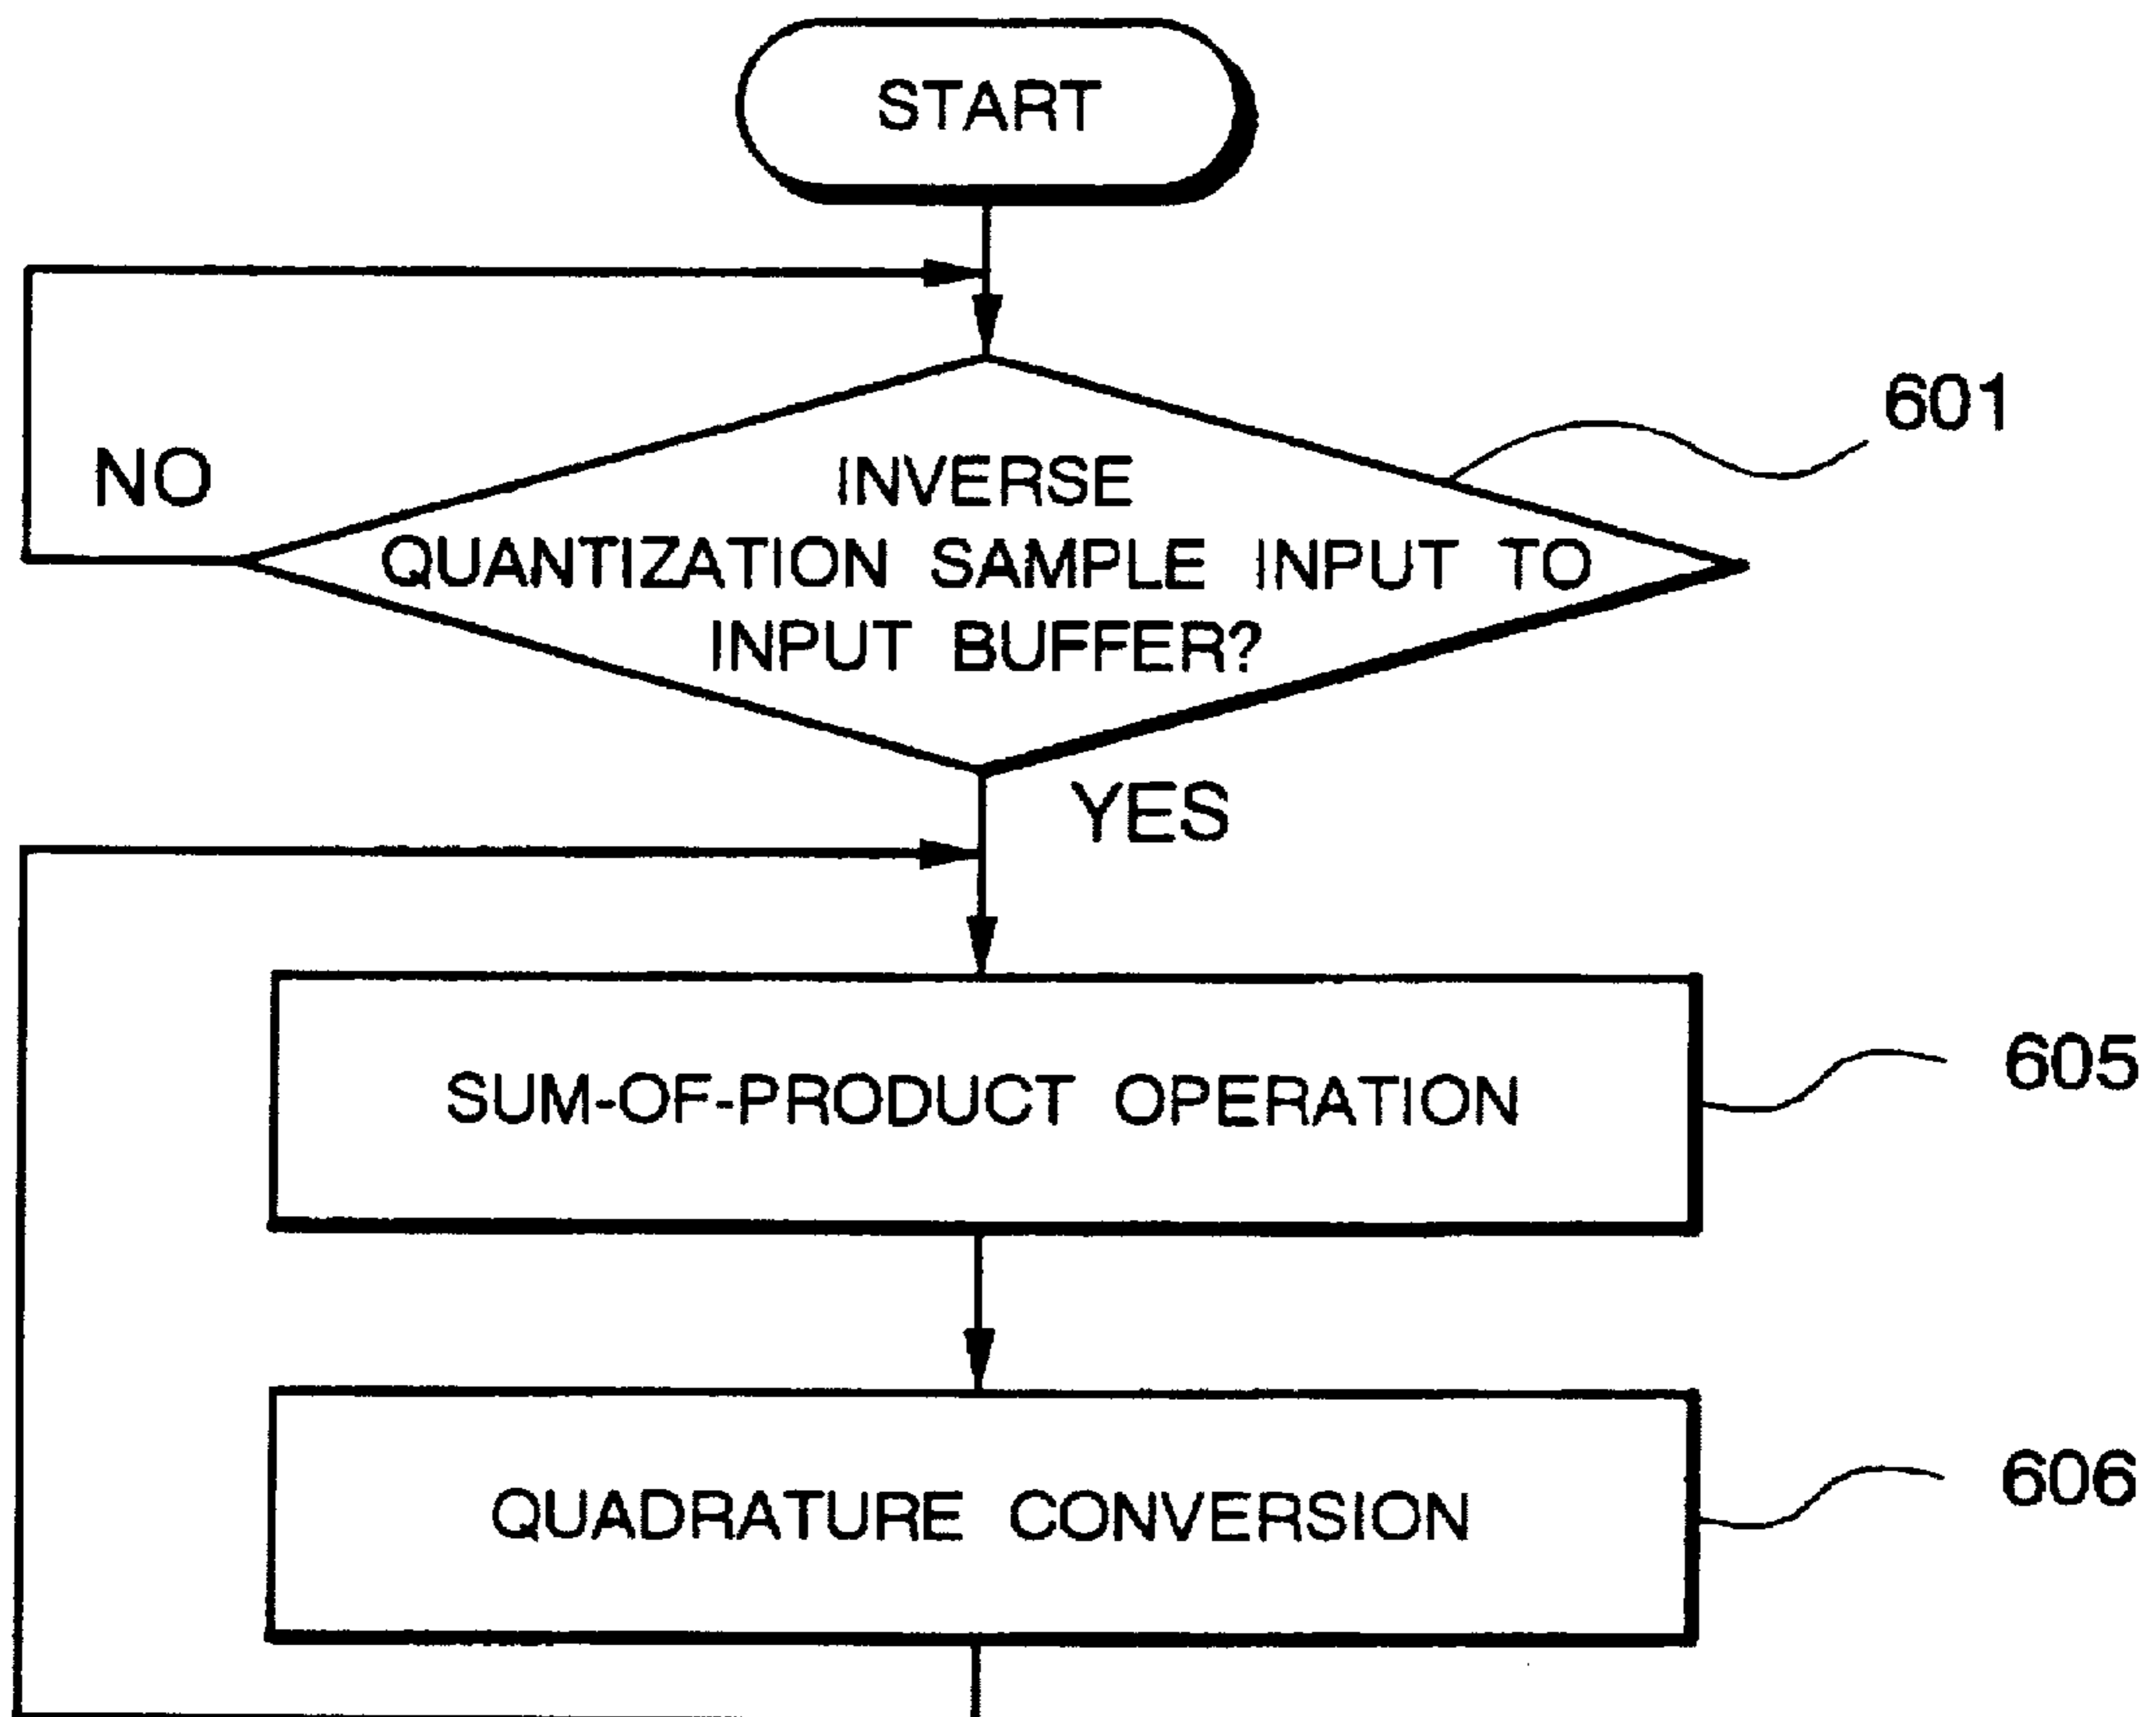 START
601
NO
INVERSE
QUANTIZATION SAMPLE INPUT TO
INPUT BUFFER?
YES
SUM-OF-PRODUCT OPERATION
605
QUADRATURE CONVERSION
606